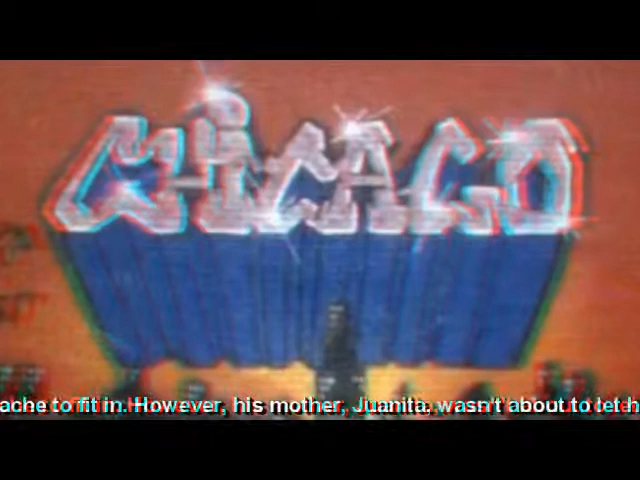 CHICAGO
ache to fit in. However, his mother, Juanita, wasn't about to let h